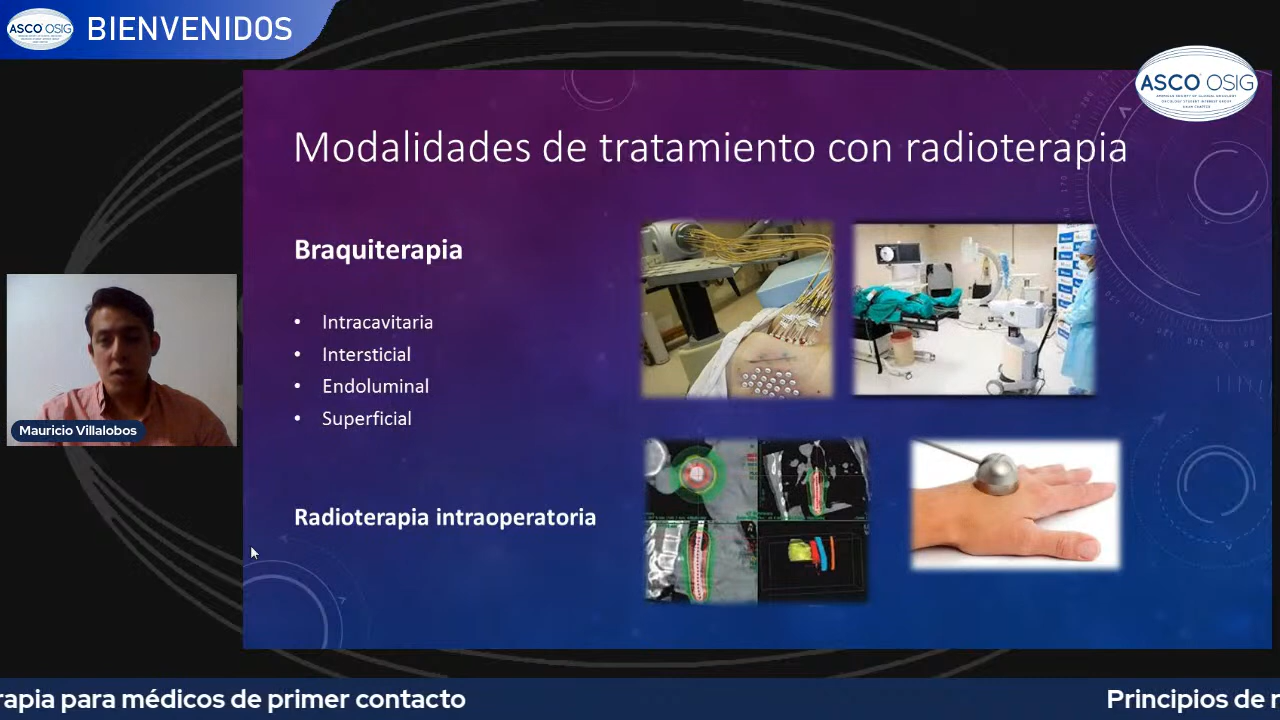 ASCO OSIG
BIENVENIDOS
ASCO OSIG
Modalidades de tratamiento con radioterapia
Braquiterapia
• Intracavitaria
• Intersticial
• Endoluminal
• Superficial
Radioterapia intraoperatoria
Mauricio Villalobos
rapia para médicos de primer contacto
Principios de r